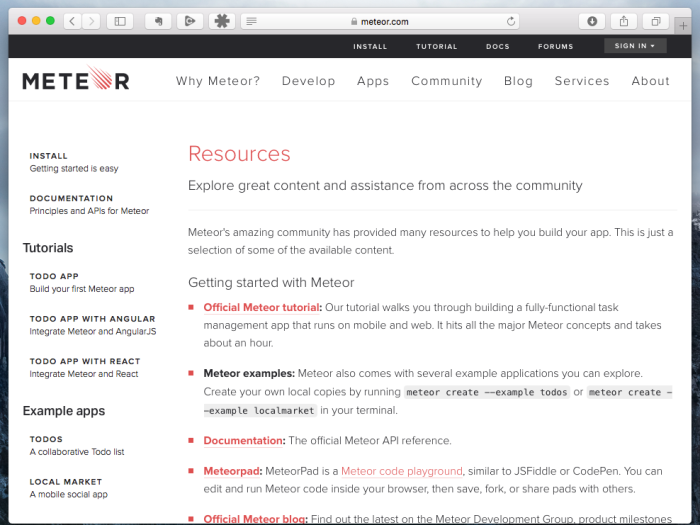 meteor.com
INSTALL TUTORIAL DOCS FORUMS SIGN IN
METEOR Why Meteor? Develop Apps Community Blog Services About
INSTALL
Getting started is easy
DOCUMENTATION
Principles and APIs for Meteor
Tutorials
TODO APP
Build your first Meteor app
TODO APP WITH ANGULAR
Integrate Meteor and AngularJS
TODO APP WITH REACT
Integrate Meteor and React
Example apps
TODOS
A collaborative Todo list
LOCAL MARKET
A mobile social app
Resources
Explore great content and assistance from across the community
Meteor's amazing community has provided many resources to help you build your app. This is just a
selection of some of the available content.
Getting started with Meteor
Official Meteor tutorial: Our tutorial walks you through building a fully-functional task
management app that runs on mobile and web. It hits all the major Meteor concepts and takes
about an hour.
Meteor examples: Meteor also comes with several example applications you can explore.
Create your own local copies by running meteor create --example todos or meteor create -
-example localmarket in your terminal.
Documentation: The official Meteor API reference.
Meteorpad: MeteorPad is a Meteor code playground, similar to JSFiddle or CodePen. You can
edit and run Meteor code inside your browser, then save, fork, or share pads with others.
Official Meteor blog: Find out the latest on the Meteor Development Group, product milestones